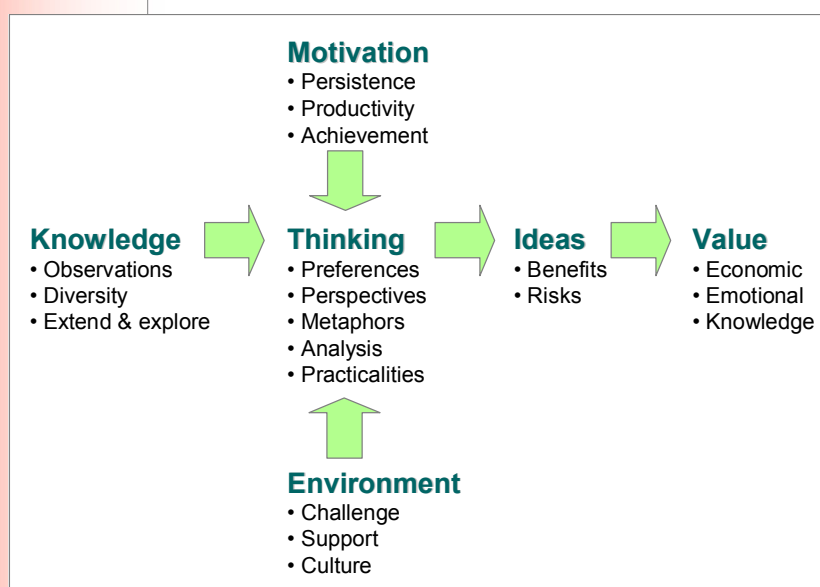 Motivation
• Persistence
• Productivity
• Achievement
Knowledge
• Observations
• Diversity
• Extend & explore
Thinking
• Preferences
• Perspectives
• Metaphors
• Analysis
• Practicalities
Ideas
• Benefits
• Risks
Value
• Economic
• Emotional
• Knowledge
Environment
• Challenge
• Support
• Culture